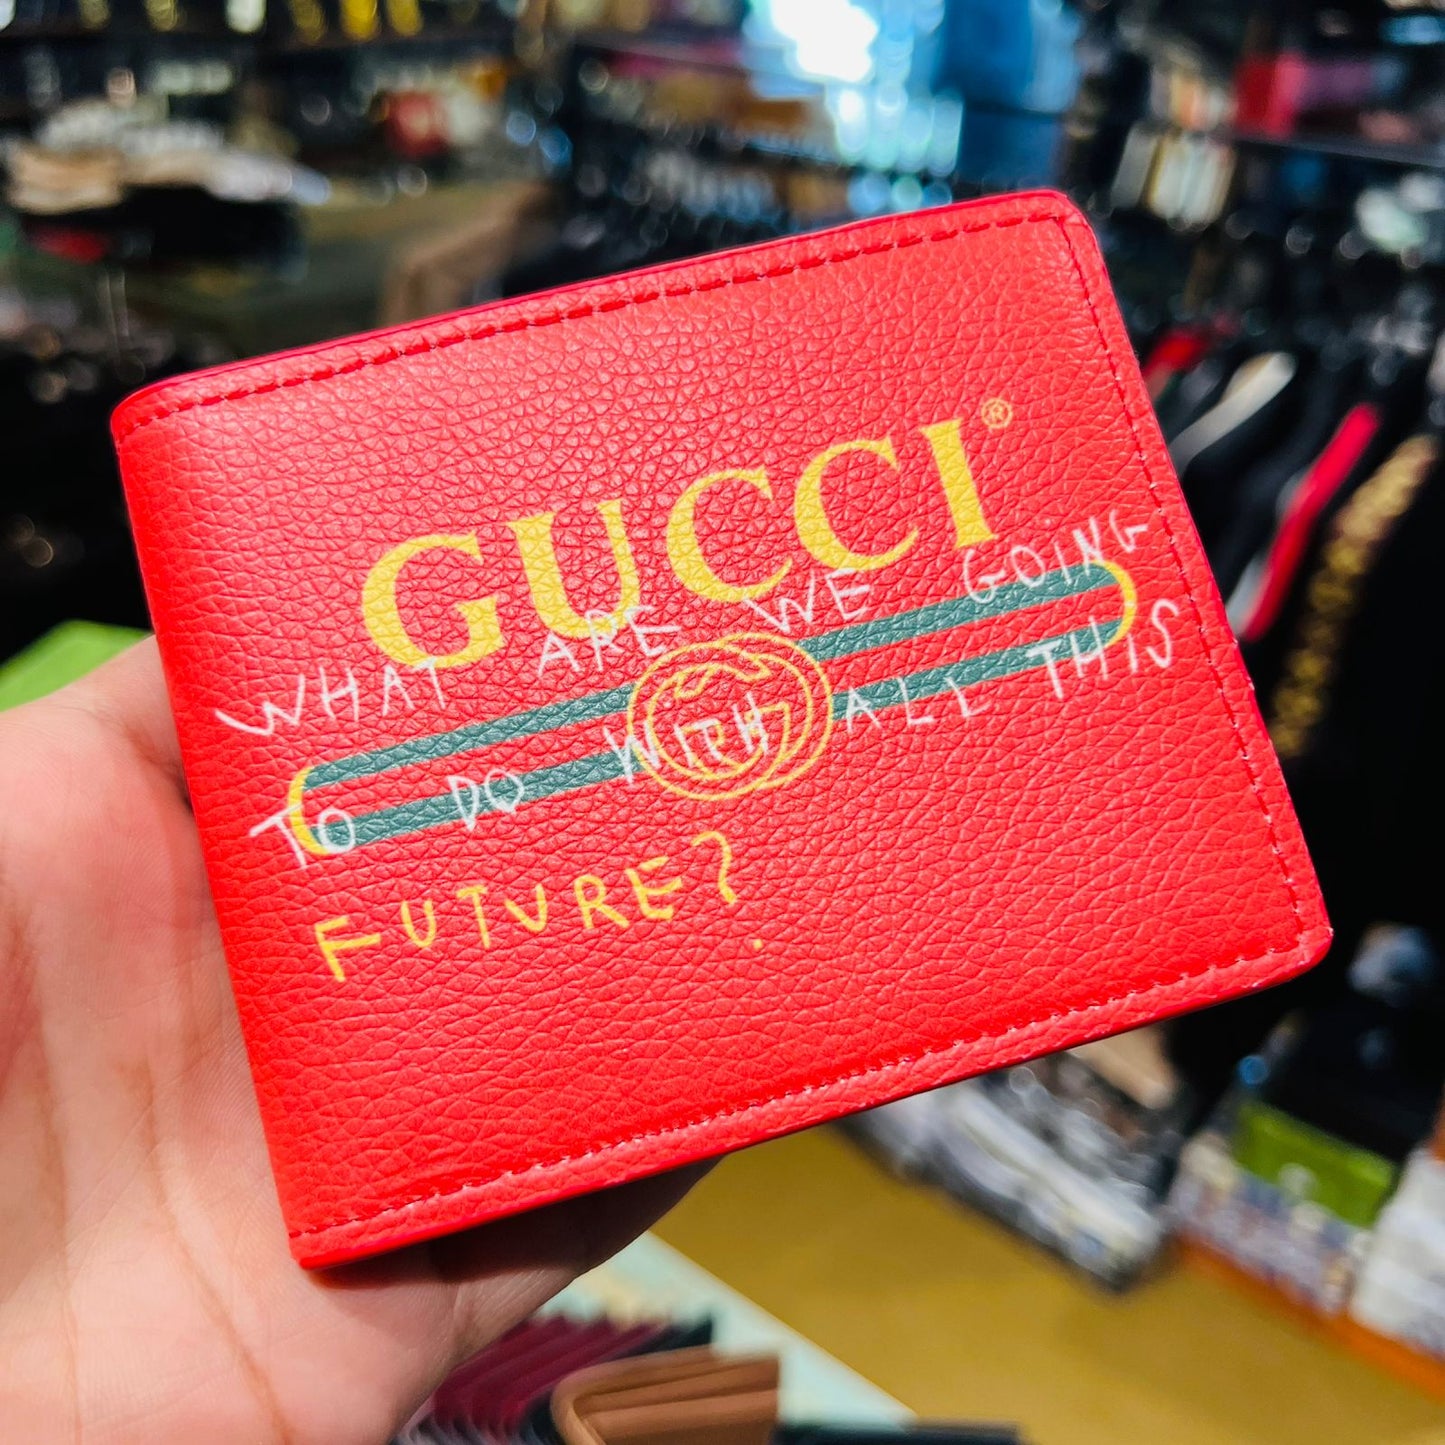 GUCCI®
WHAT ARE WE GOING
TO DO WITH ALL THIS
FUTURE?